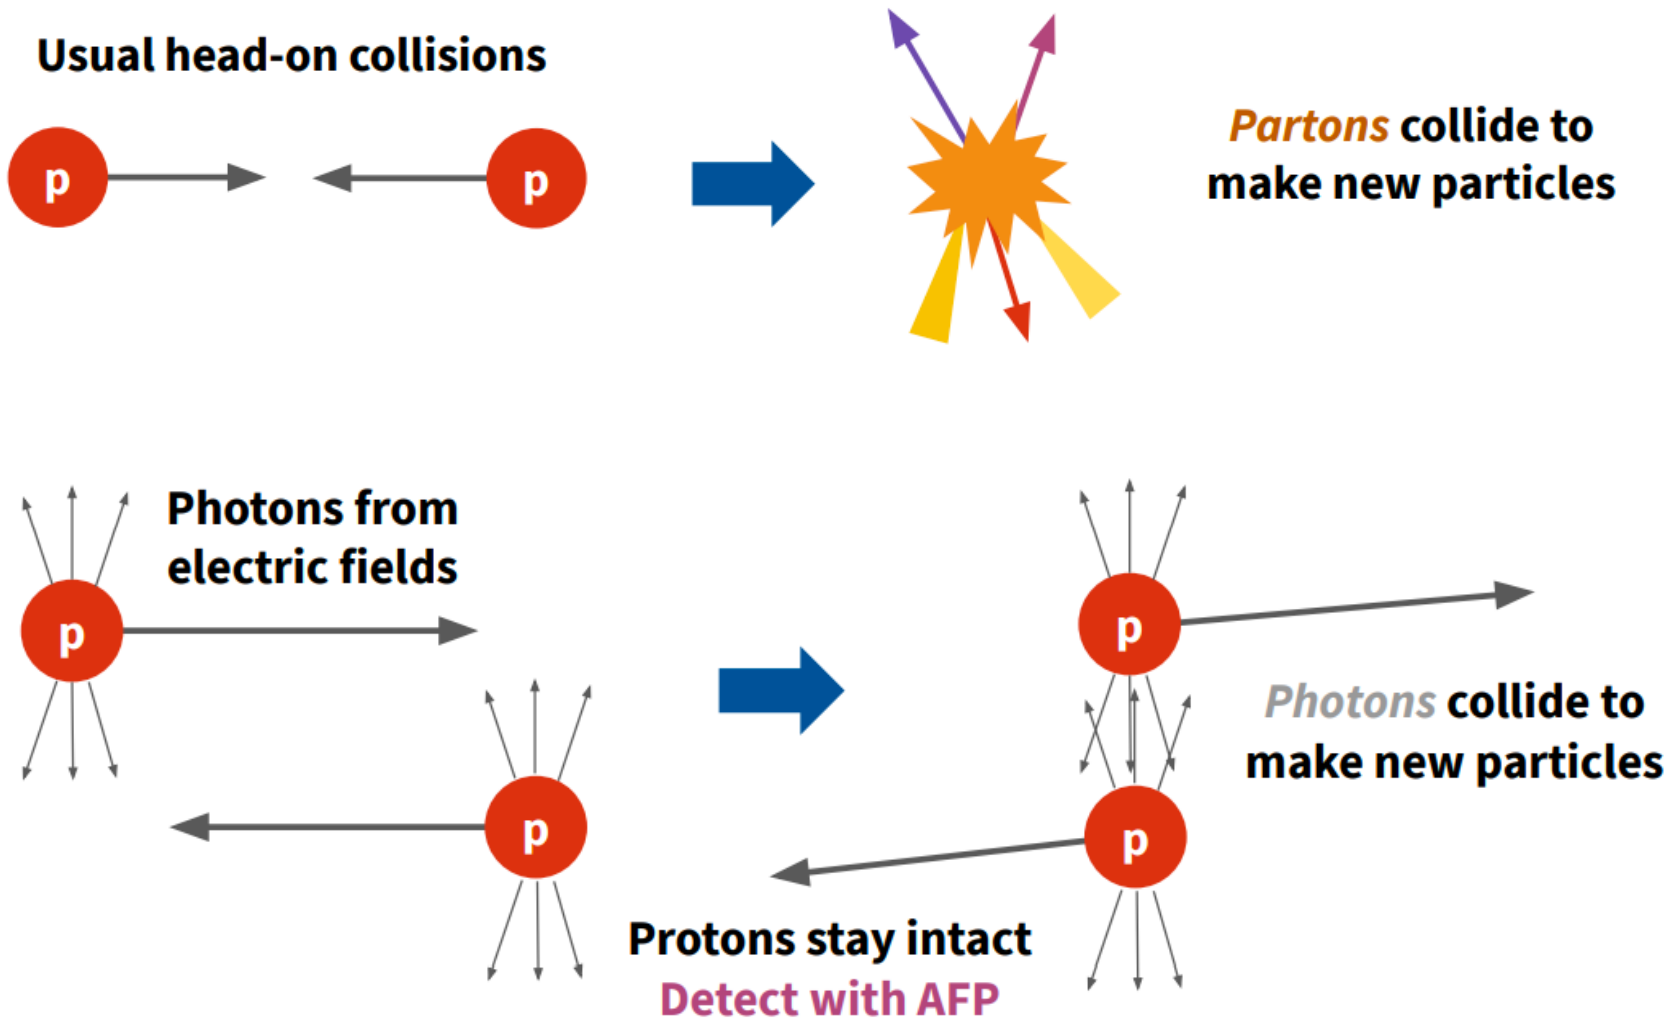 Usual head-on collisions
p
p
Partons collide to
make new particles
Photons from
electric fields
p
p
p
p
Photons collide to
make new particles
Protons stay intact
Detect with AFP